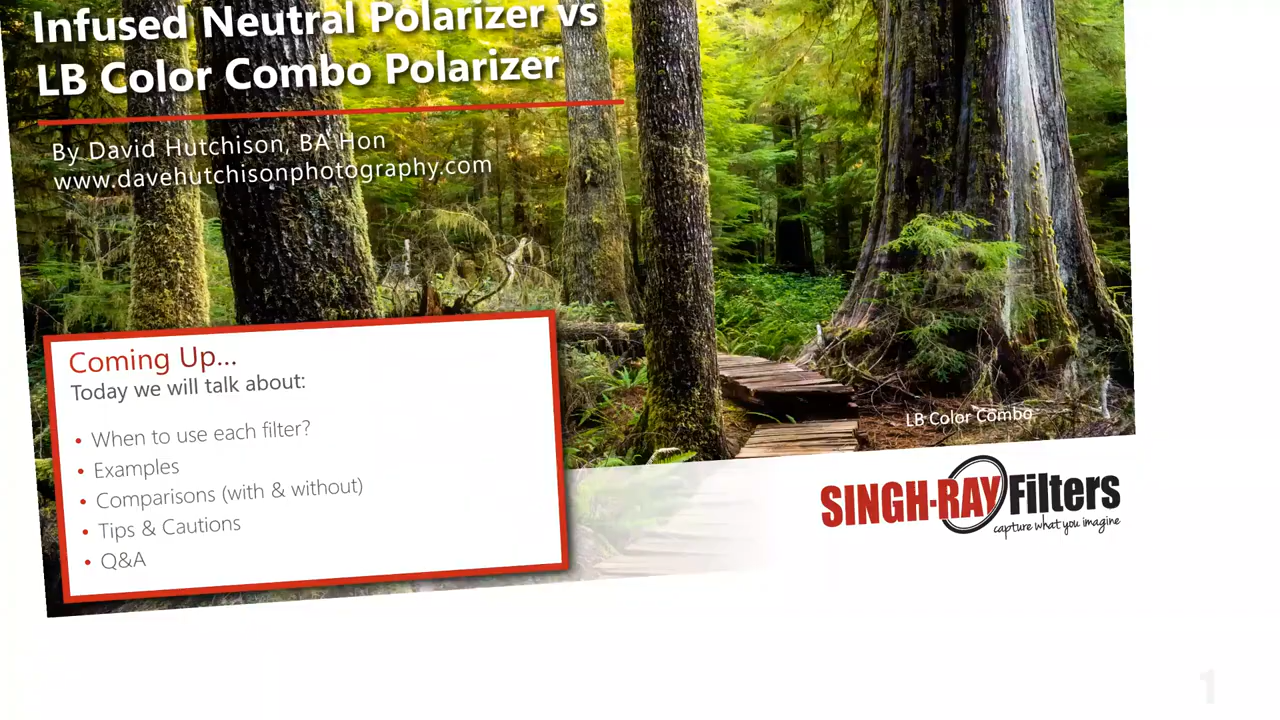 Infused Neutral Polarizer vs
LB Color Combo Polarizer
By David Hutchison, BA Hon
www.davehutchisonphotography.com
Coming Up...
Today we will talk about:
• When to use each filter?
• Examples
• Comparisons (with & without)
• Tips & Cautions
• Q&A
LB Color Combo
SINGH-RAY Filters
capture what you imagine
1